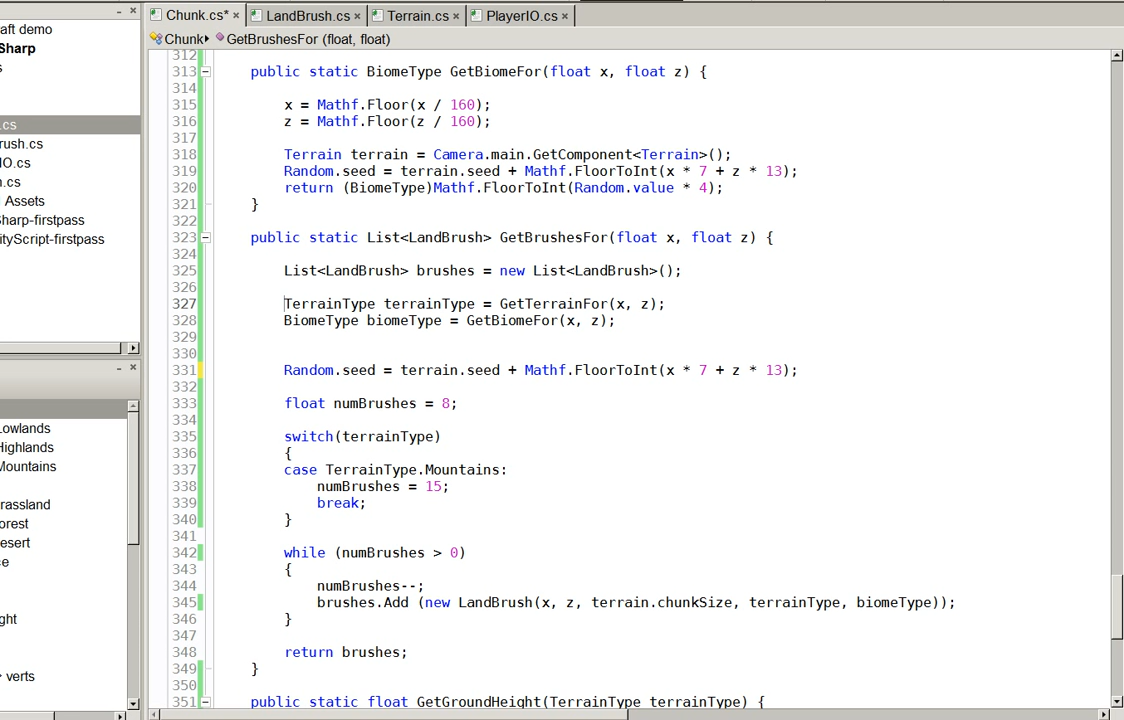 Chunk.cs*
LandBrush.cs
Terrain.cs
PlayerIO.cs
Chunk
GetBrushesFor (float, float)
aft demo
Sharp
s
.cs
rush.cs
IO.cs
n.cs
Assets
Sharp-firstpass
ityScript-firstpass
Lowlands
Highlands
Mountains
rassland
orest
esert
ce
ght
verts
312
313 public static BiomeType GetBiomeFor(float x, float z) {
314
315 x = Mathf.Floor(x / 160);
316 z = Mathf.Floor(z / 160);
317
318 Terrain terrain = Camera.main.GetComponent<Terrain>();
319 Random.seed = terrain.seed + Mathf.FloorToInt(x * 7 + z * 13);
320 return (BiomeType)Mathf.FloorToInt(Random.value * 4);
321 }
322
323 public static List<LandBrush> GetBrushesFor(float x, float z) {
324
325 List<LandBrush> brushes = new List<LandBrush>();
326
327 TerrainType terrainType = GetTerrainFor(x, z);
328 BiomeType biomeType = GetBiomeFor(x, z);
329
330
331 Random.seed = terrain.seed + Mathf.FloorToInt(x * 7 + z * 13);
332
333 float numBrushes = 8;
334
335 switch(terrainType)
336 {
337 case TerrainType.Mountains:
338 numBrushes = 15;
339 break;
340 }
341
342 while (numBrushes > 0)
343 {
344 numBrushes--;
345 brushes.Add (new LandBrush(x, z, terrain.chunkSize, terrainType, biomeType));
346 }
347
348 return brushes;
349 }
350
351 public static float GetGroundHeight(TerrainType terrainType) {